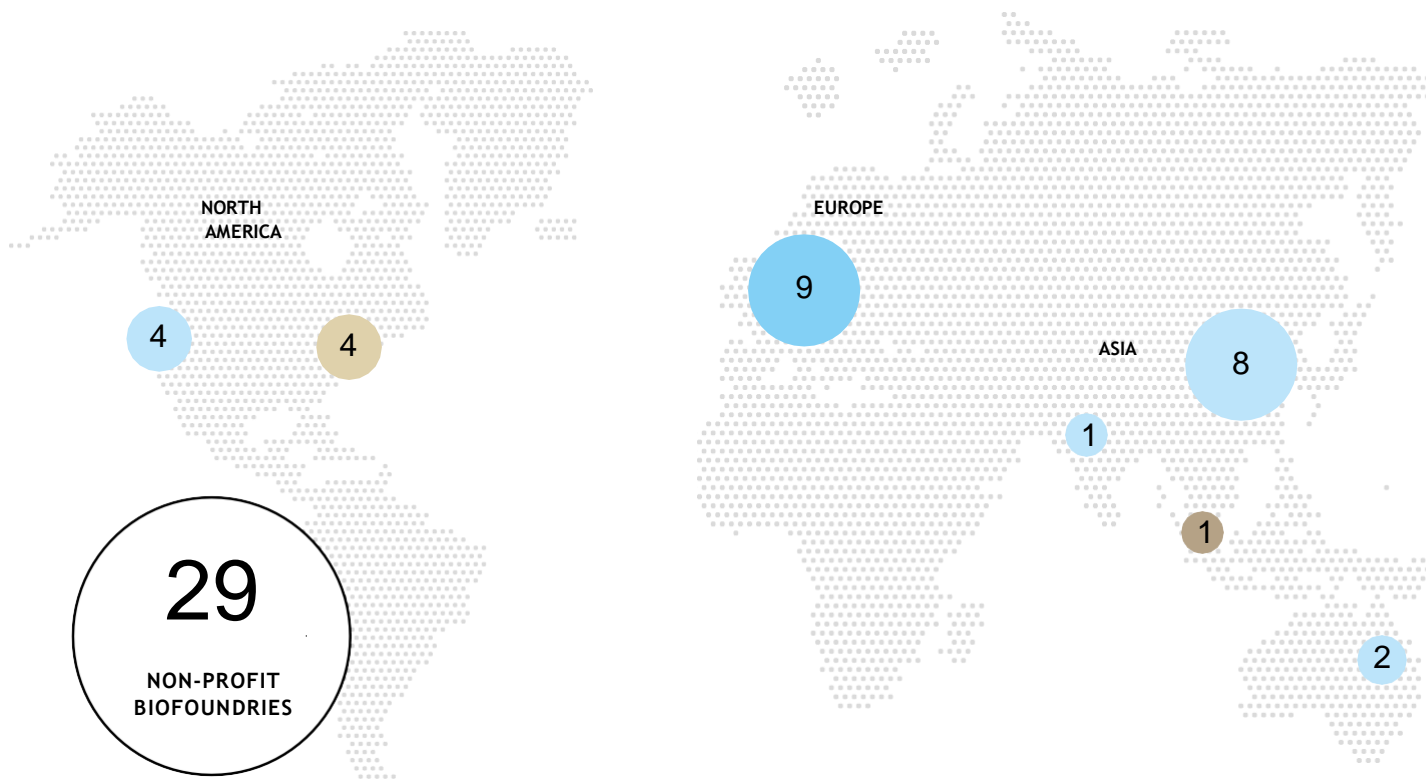 NORTH
AMERICA
EUROPE
9
4
4
ASIA
8
1
1
2
29
NON-PROFIT
BIOFOUNDRIES